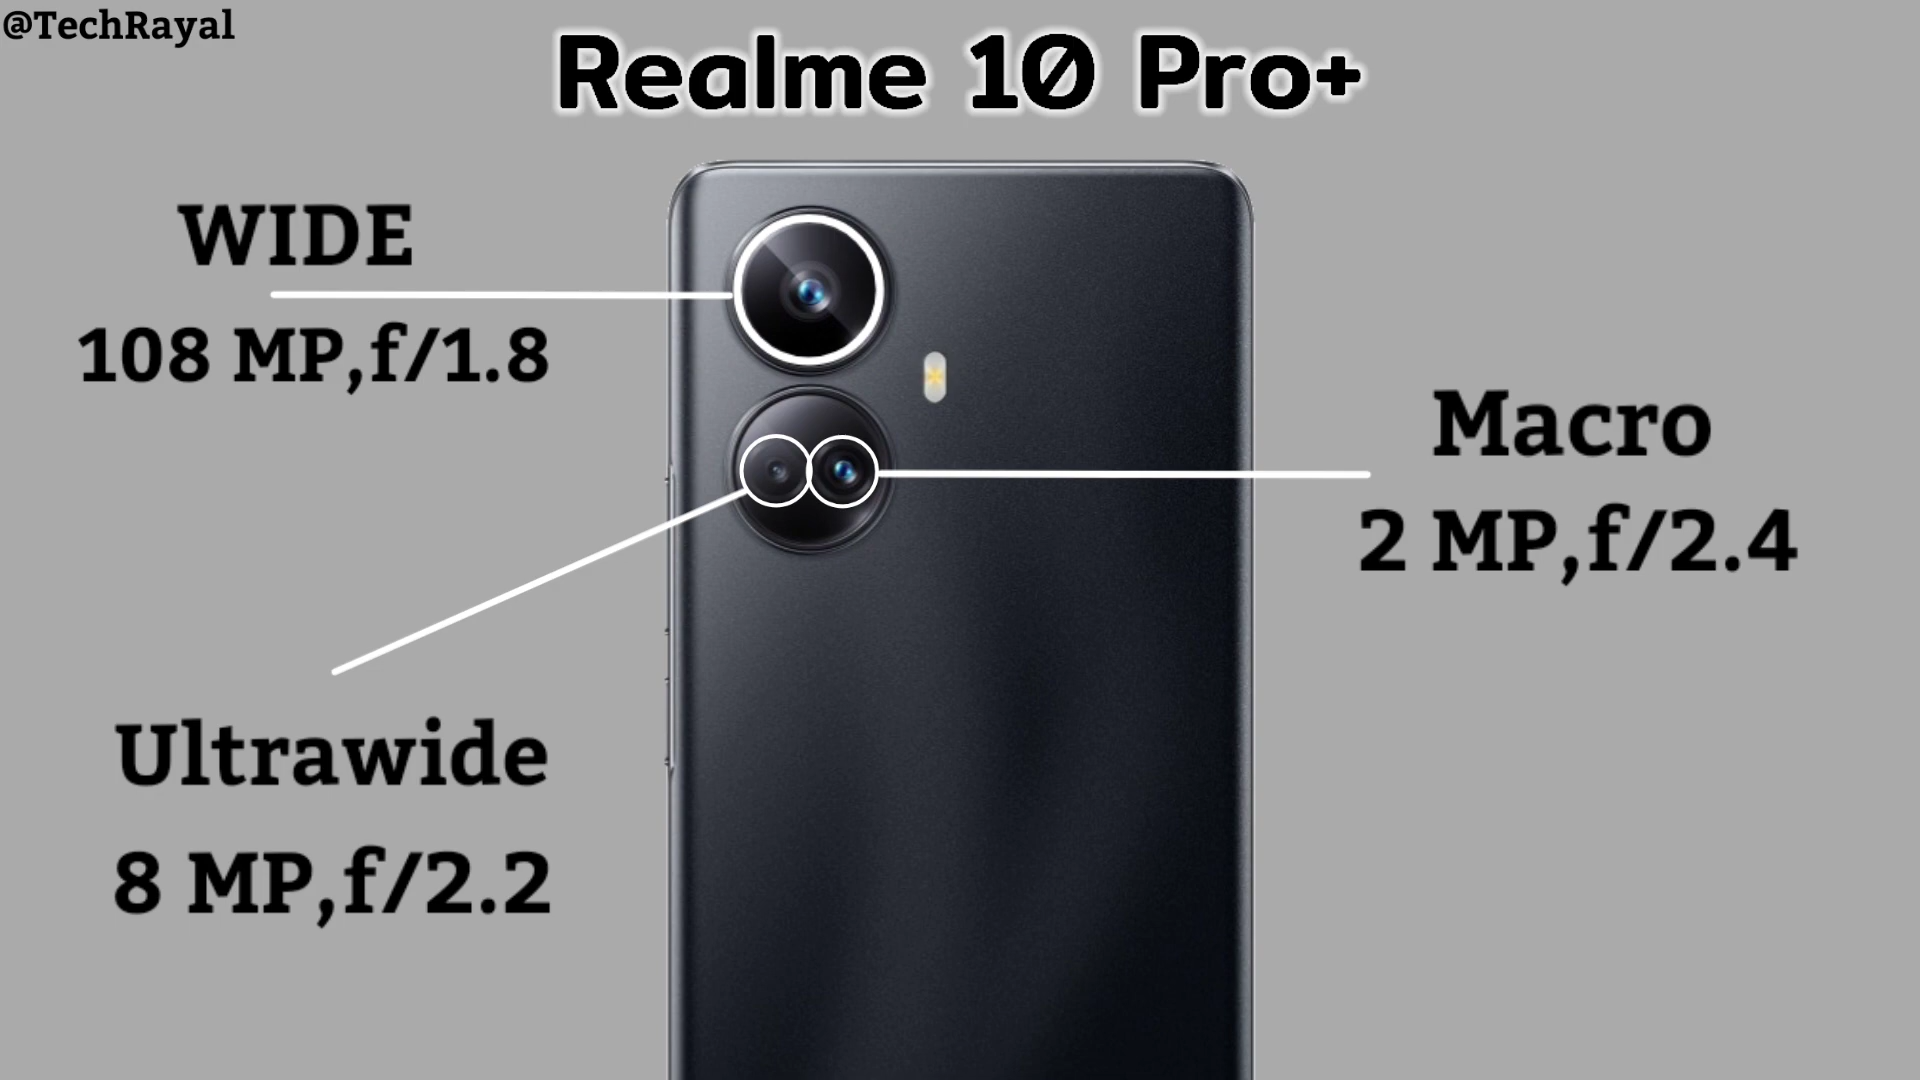 @TechRayal
Realme 10 Pro+
WIDE
108 MP,f/1.8
Macro
2 MP,f/2.4
Ultrawide
8 MP,f/2.2